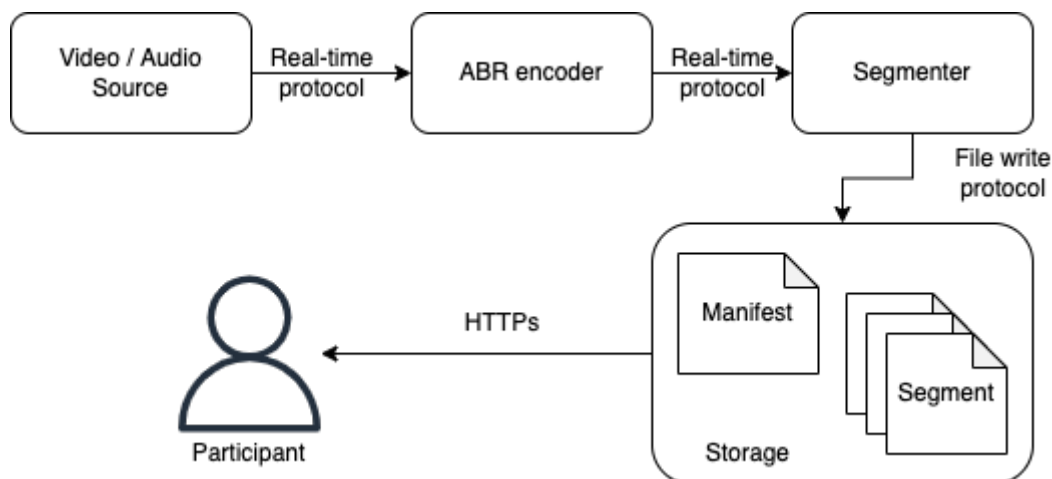 Video / Audio
Source
Real-time
protocol
ABR encoder
Real-time
protocol
Segmenter
File write
protocol
Manifest
Segment
Storage
HTTPs
Participant